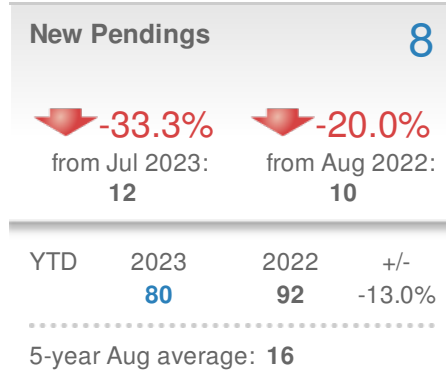 New Pendings 8
-33.3% -20.0%
from Jul 2023: from Aug 2022:
12 10
YTD 2023 2022 +/-
80 92 -13.0%
5-year Aug average: 16